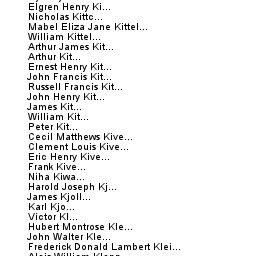 Elgren Henry Ki...
Nicholas Kittc...
Mabel Eliza Jane Kittel...
William Kittel...
Arthur James Kit...
Arthur Kit...
Ernest Henry Kit...
John Francis Kit...
Russell Francis Kit...
John Henry Kit...
James Kit...
William Kit...
Peter Kit...
Cecil Matthews Kive...
Clement Louis Kive...
Eric Henry Kive...
Frank Kive...
Niha Kiwa...
Harold Joseph Kj...
James Kjoll...
Karl Kjo...
Victor Kl...
Hubert Montrose Kle...
John Walter Kle...
Frederick Donald Lambert Klei...